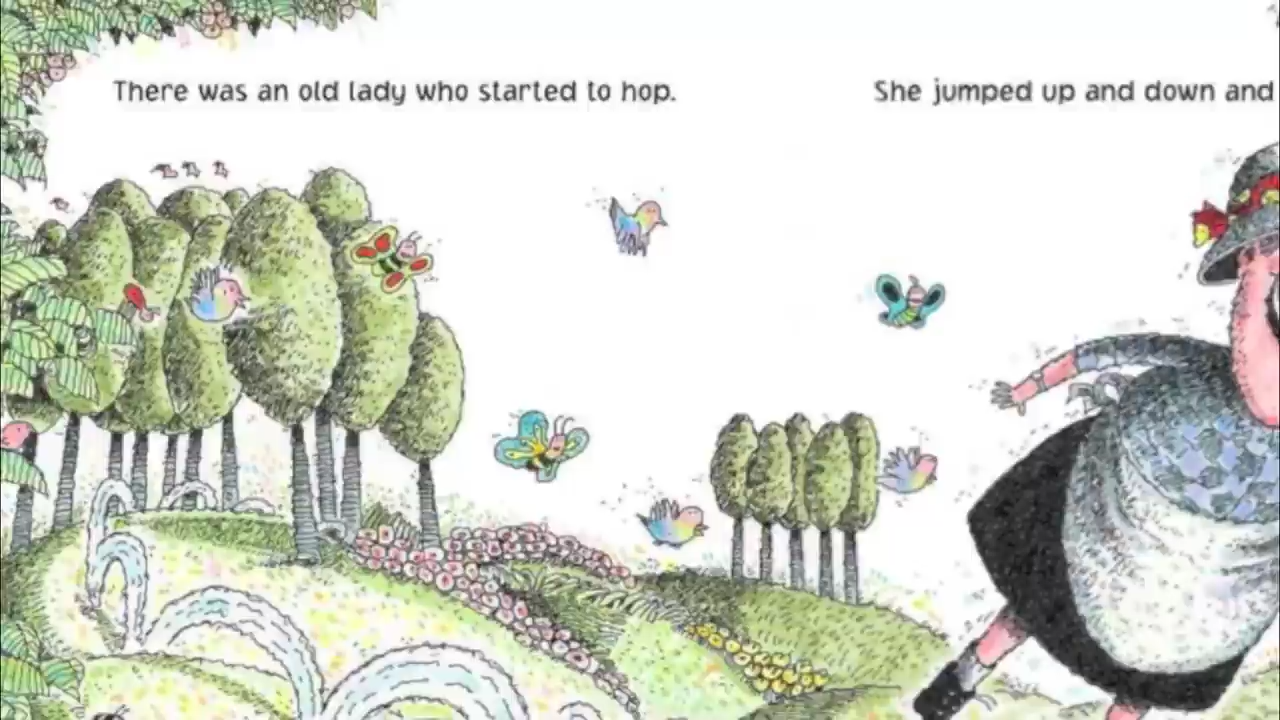 There was an old lady who started to hop.
She jumped up and down and